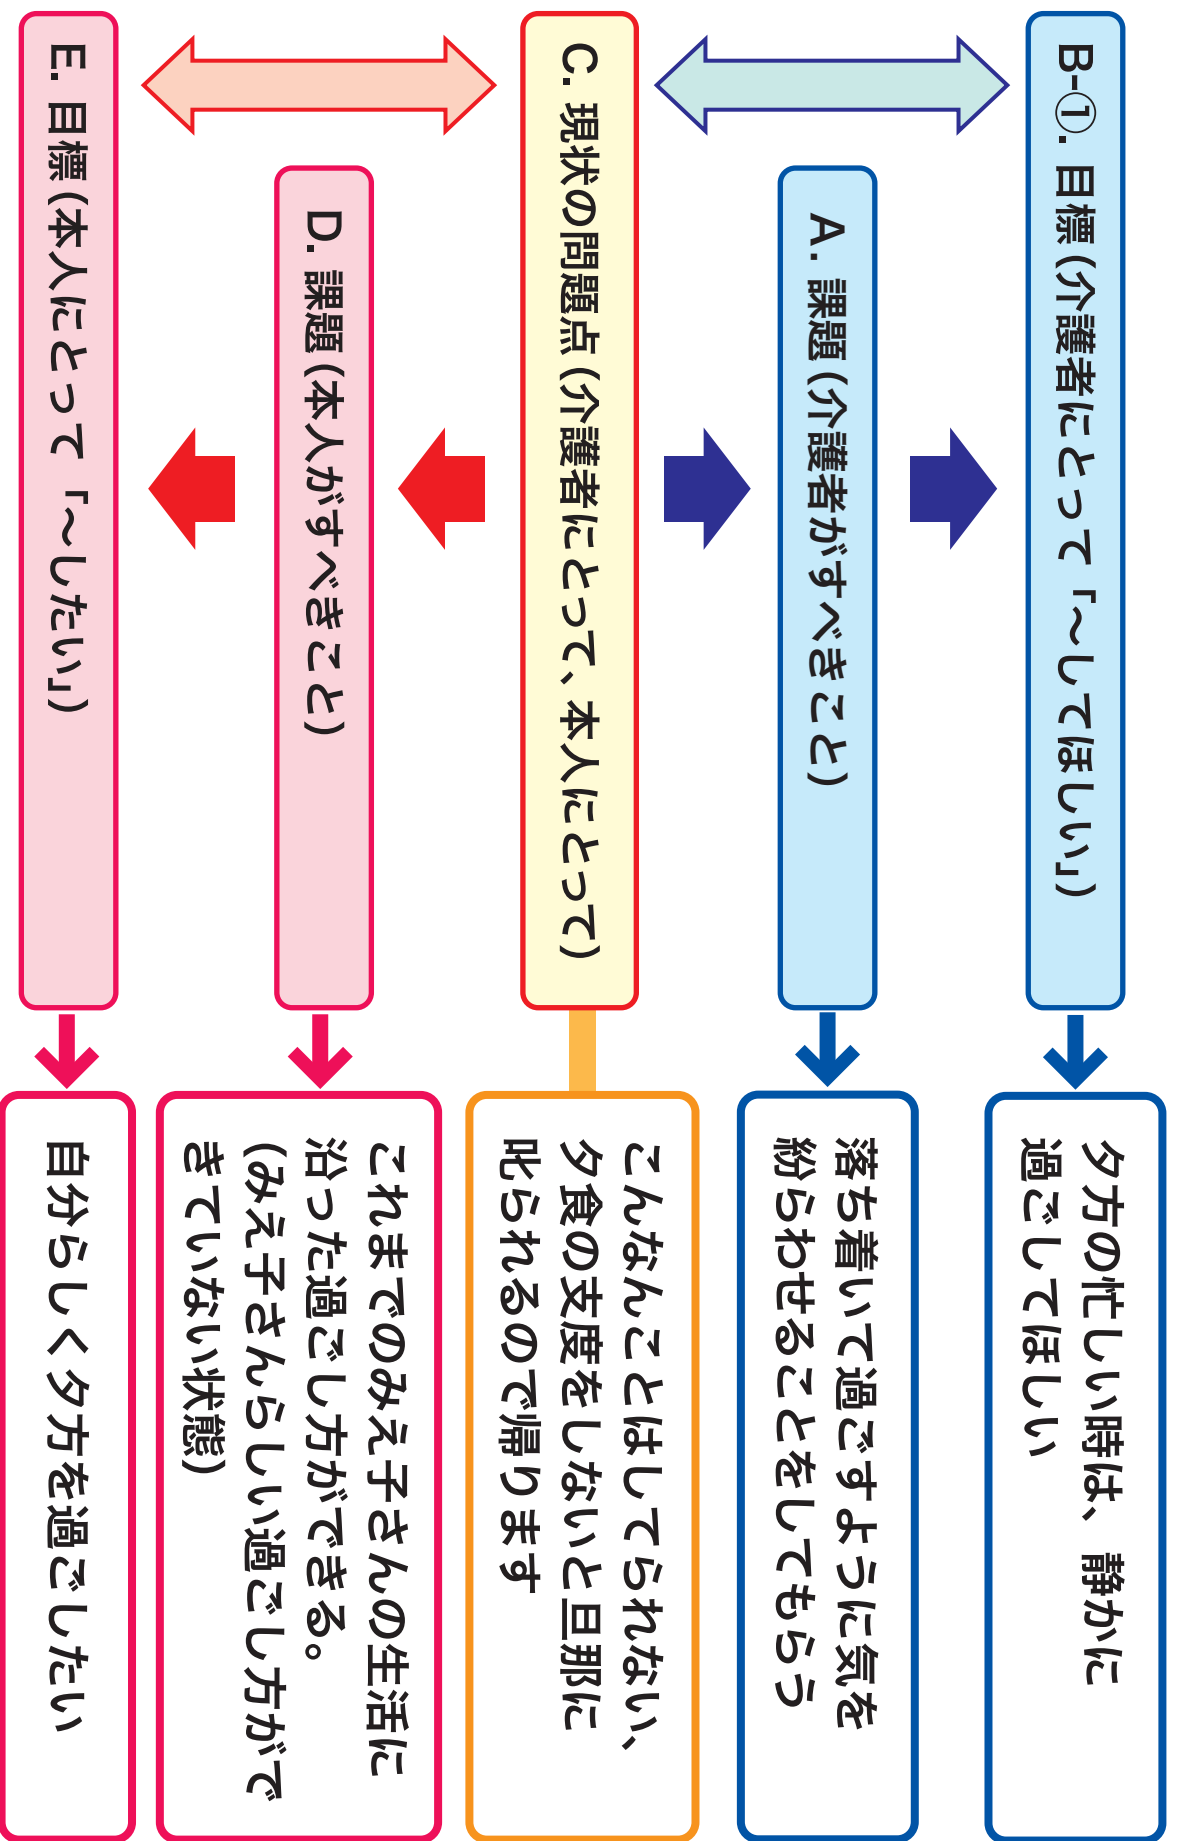 B-①. 目標(介護者にとって「～してほしい」)
夕方の忙しい時は、静かに
過ごしてほしい
A. 課題(介護者がすべきこと)
落ち着いて過ごすように気を
紛らわせることをしてもらう
C. 現状の問題点(介護者にとって、本人にとって)
こんなんことはしてられない、
夕食の支度をしないと旦那に
叱られるので帰ります
D. 課題(本人がすべきこと)
これまでのみえ子さんの生活に
沿った過ごし方ができる。
(みえ子さんらしい過ごし方がで
きていない状態)
E. 目標(本人にとって「～したい」)
自分らしく夕方を過ごしたい